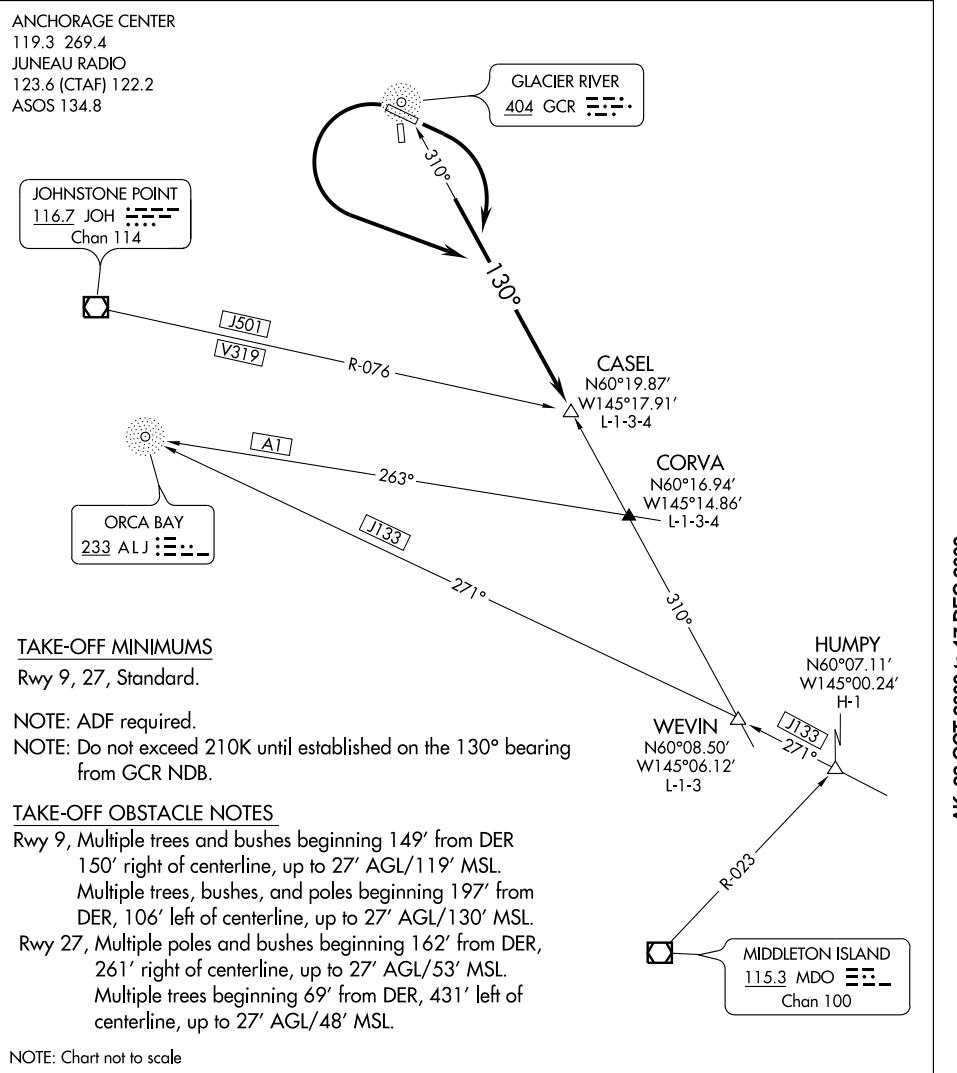 ANCHORAGE CENTER
119.3 269.4
JUNEAU RADIO
123.6 (CTAF) 122.2
ASOS 134.8
GLACIER RIVER
404 GCR
310°
JOHNSTONE POINT
116.7 JOH
Chan 114
130°
J501
V319
R-076
CASEL
N60°19.87'
W145°17.91'
L-1-3-4
A1
263°
CORVA
N60°16.94'
W145°14.86'
L-1-3-4
ORCA BAY
233 ALJ
J133
271°
310°
TAKE-OFF MINIMUMS
Rwy 9, 27, Standard.
NOTE: ADF required.
NOTE: Do not exceed 210K until established on the 130° bearing
from GCR NDB.
HUMPY
N60°07.11'
W145°00.24'
H-1
WEVIN
N60°08.50'
W145°06.12'
L-1-3
J133
271°
TAKE-OFF OBSTACLE NOTES
Rwy 9, Multiple trees and bushes beginning 149' from DER
150' right of centerline, up to 27' AGL/119' MSL.
Multiple trees, bushes, and poles beginning 197' from
DER, 106' left of centerline, up to 27' AGL/130' MSL.
Rwy 27, Multiple poles and bushes beginning 162' from DER,
261' right of centerline, up to 27' AGL/53' MSL.
Multiple trees beginning 69' from DER, 431' left of
centerline, up to 27' AGL/48' MSL.
R-023
MIDDLETON ISLAND
115.3 MDO
Chan 100
NOTE: Chart not to scale